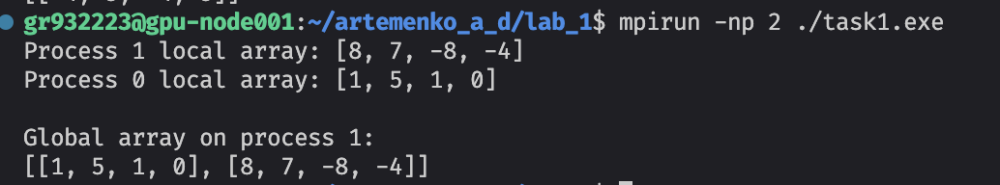 gr932223@gpu-node001:~/artemenko_a_d/lab_1$ mpirun -np 2 ./task1.exe
Process 1 local array: [8, 7, -8, -4]
Process 0 local array: [1, 5, 1, 0]
Global array on process 1:
[[1, 5, 1, 0], [8, 7, -8, -4]]